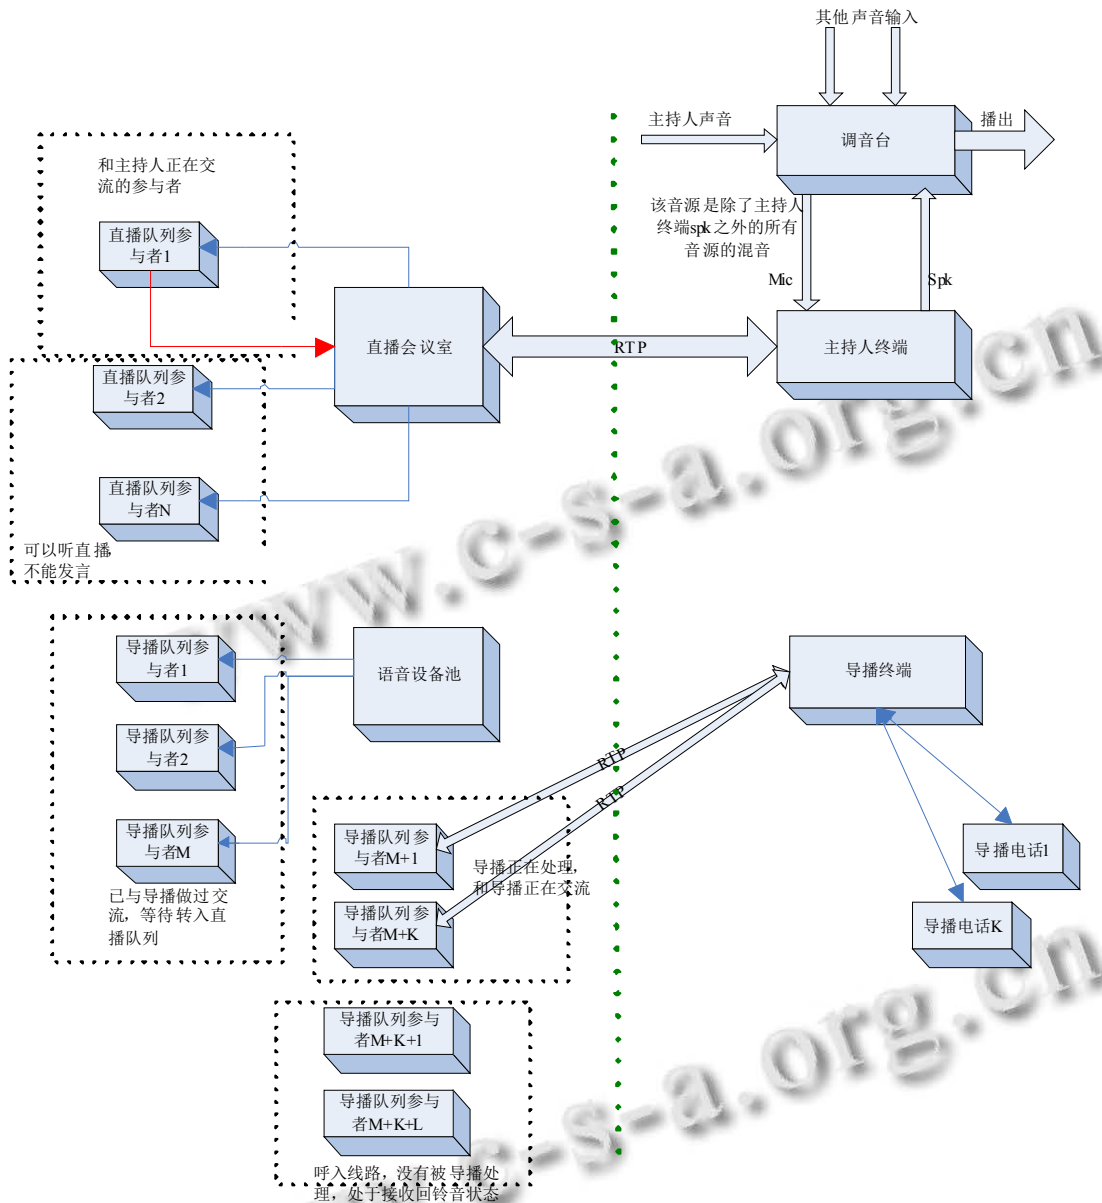 其他声音输入
主持人声音
调音台
播出
和主持人正在交
流的参与者
该音源是除了主持人
终端spk之外的所有
音源的混音
直播队列参
与者1
Mic
Spk
直播会议室
RTP
主持人终端
直播队列参
与者2
直播队列参
与者N
可以听直播,
不能发言
导播队列参
与者1
语音设备池
导播终端
导播队列参
与者2
RTP
RTP
导播队列参
与者M
导播队列参
与者M+1
导播正在处理,
和导播正在交流
导播电话1
已与导播做过交
流, 等待转入直
播队列
导播队列参
与者M+K
导播电话K
导播队列参与
者M+K+1
导播队列参与
者M+K+L
呼入线路, 没有被导播处
理, 处于接收回铃音状态
www.c-s-a.org.cn
www.c-s-a.org.cn